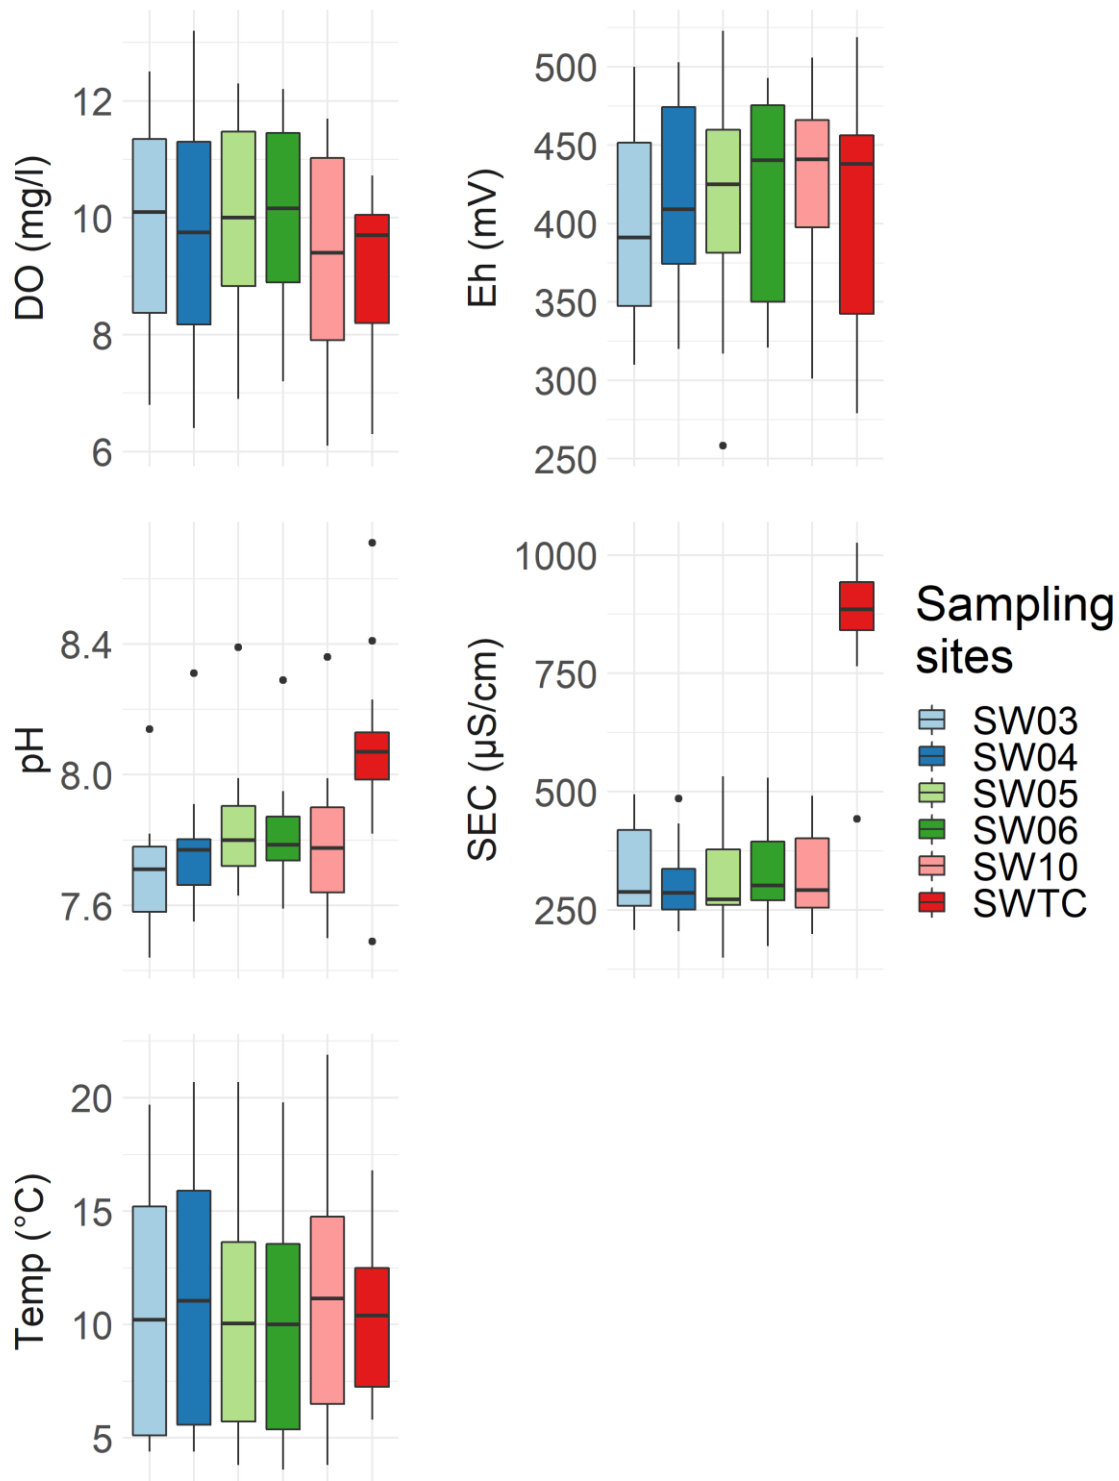 DO (mg/l)
12
10
8
6
Eh (mV)
500
450
400
350
300
250
pH
8.4
8.0
7.6
SEC (µS/cm)
1000
750
500
250
Sampling
sites
SW03
SW04
SW05
SW06
SW10
SWTC
Temp (°C)
20
15
10
5